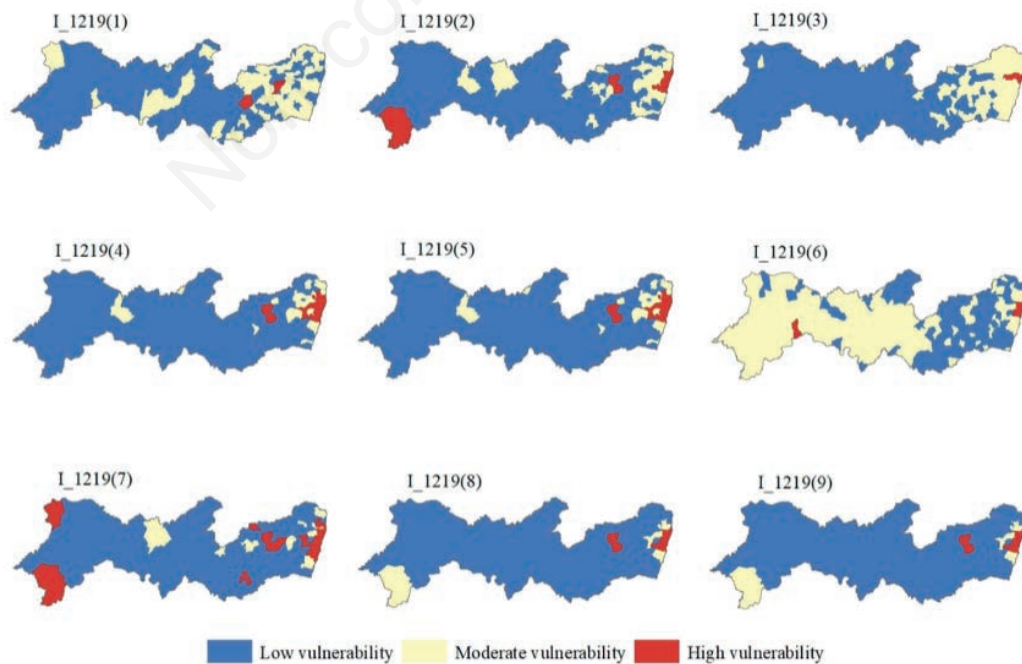 I_1219(1)
I_1219(2)
I_1219(3)
I_1219(4)
I_1219(5)
I_1219(6)
I_1219(7)
I_1219(8)
I_1219(9)
Low vulnerability
Moderate vulnerability
High vulnerability